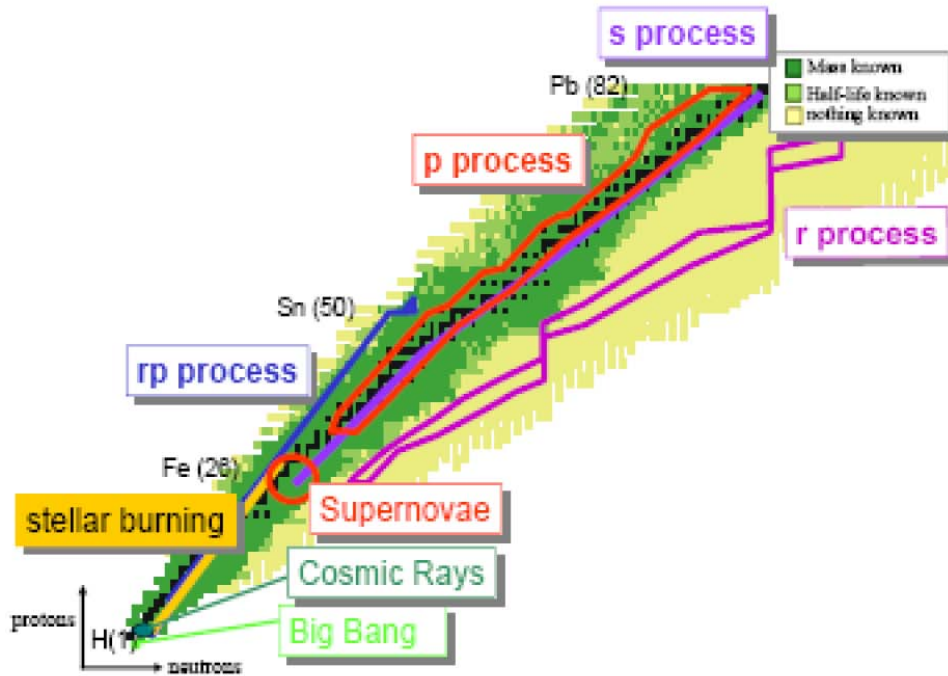 s process
Mass known
Half-life known
nothing known
Pb (82)
p process
r process
Sn (50)
rp process
Fe (26)
stellar burning
Supernovae
Cosmic Rays
protons
H(1)
Big Bang
neutrons